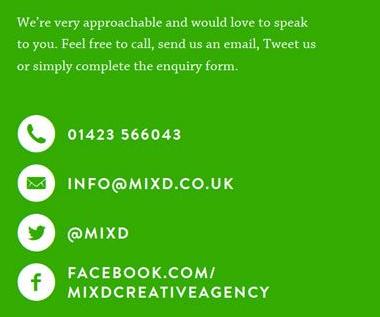 We're very approachable and would love to speak
to you. Feel free to call, send us an email, Tweet us
or simply complete the enquiry form.
01423 566043
INFO@MIXD.CO.UK
@MIXD
FACEBOOK.COM/
MIXDCREATIVEAGENCY